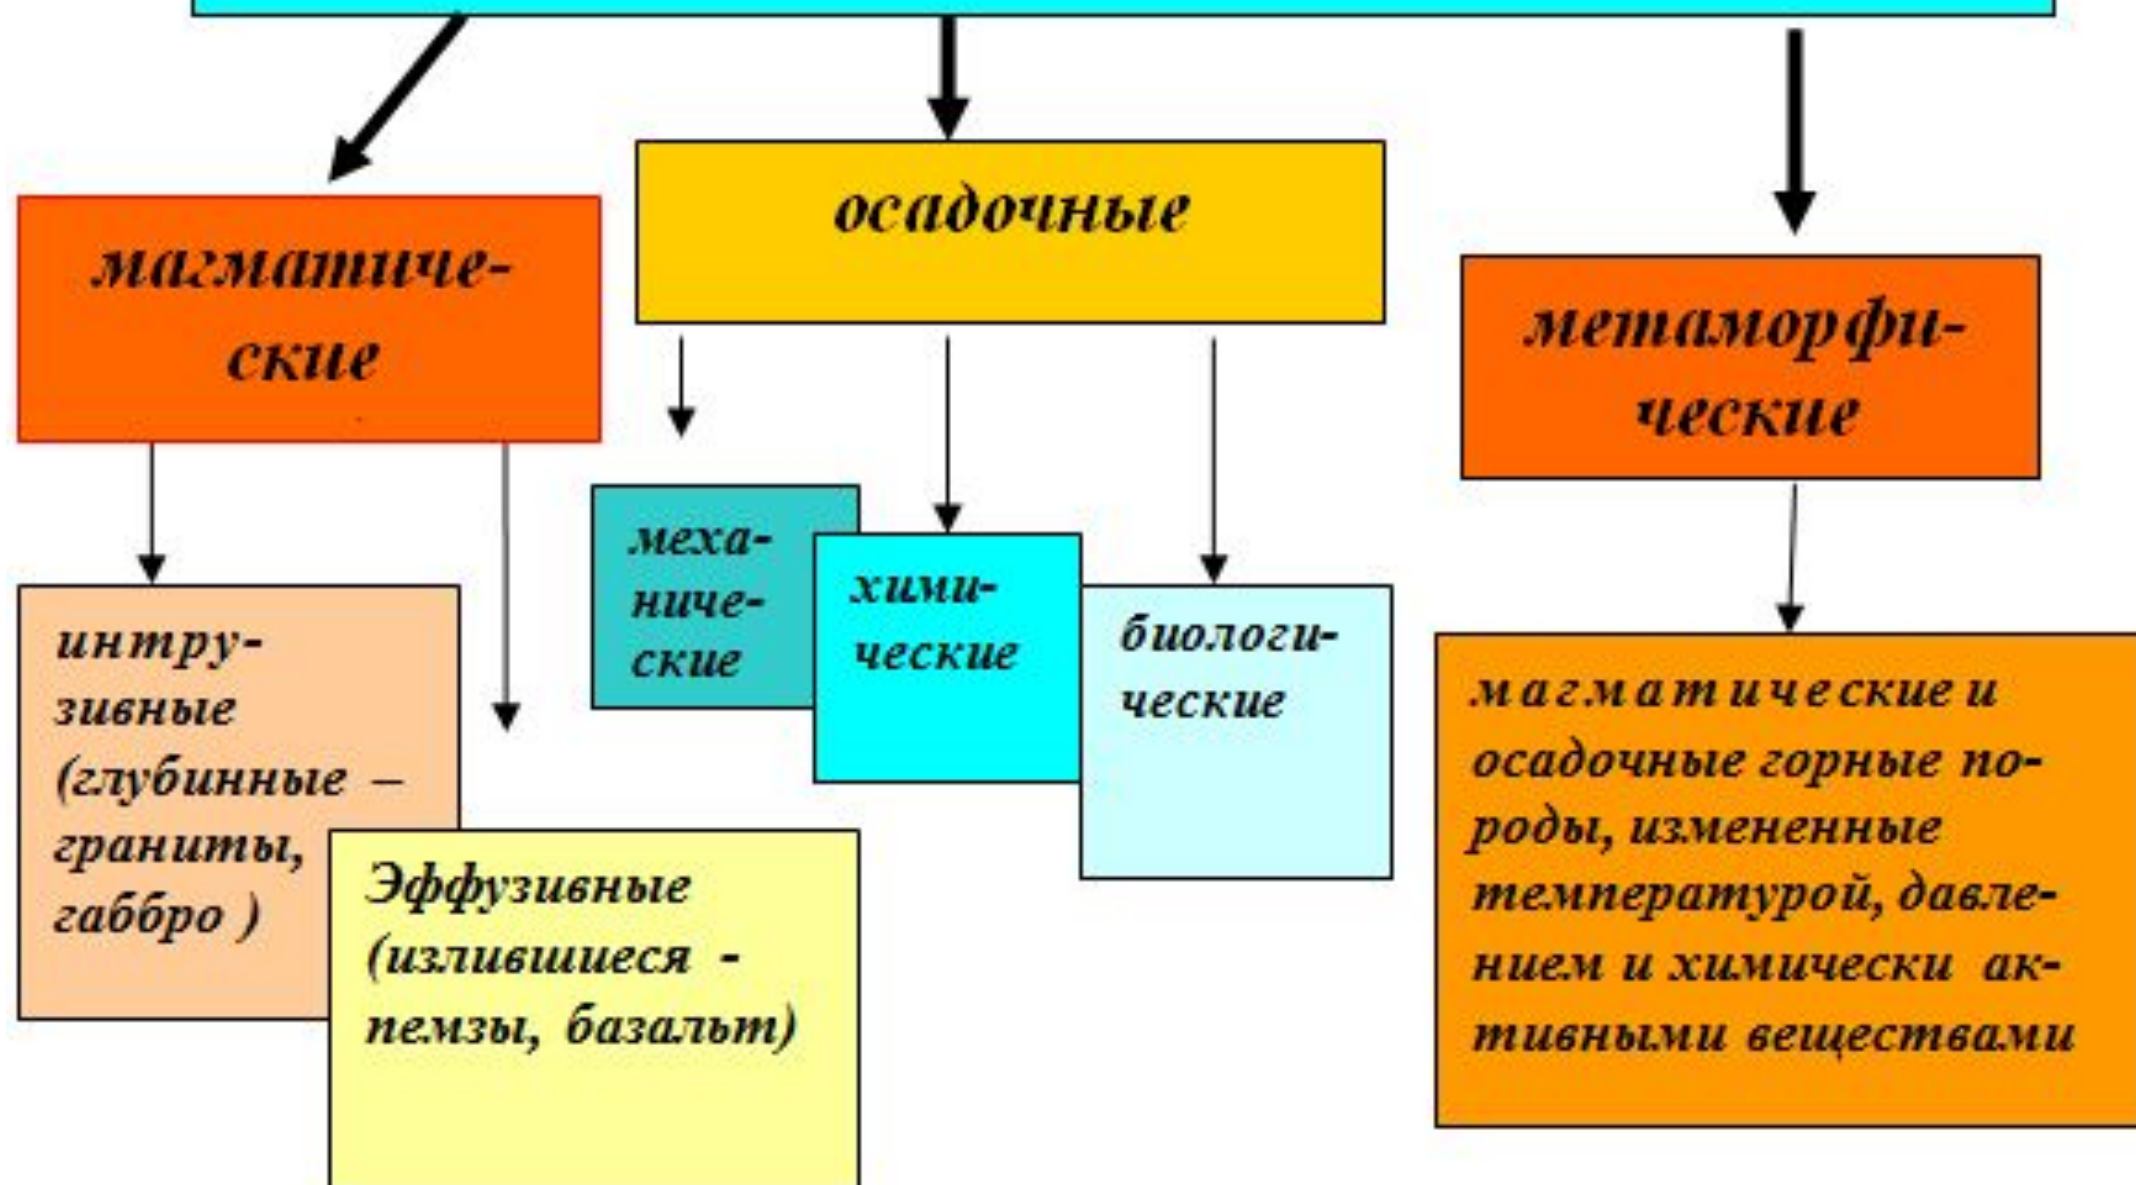 магматиче-
ские
осадочные
метаморфи-
ческие
интру-
зивные
(глубинные –
граниты,
габбро )
Эффузивные
(излившиеся -
пемзы, базальт)
меха-
ниче-
ские
хими-
ческие
биологи-
ческие
магматические и
осадочные горные по-
роды, измененные
температурой, давле-
нием и химически ак-
тивными веществами